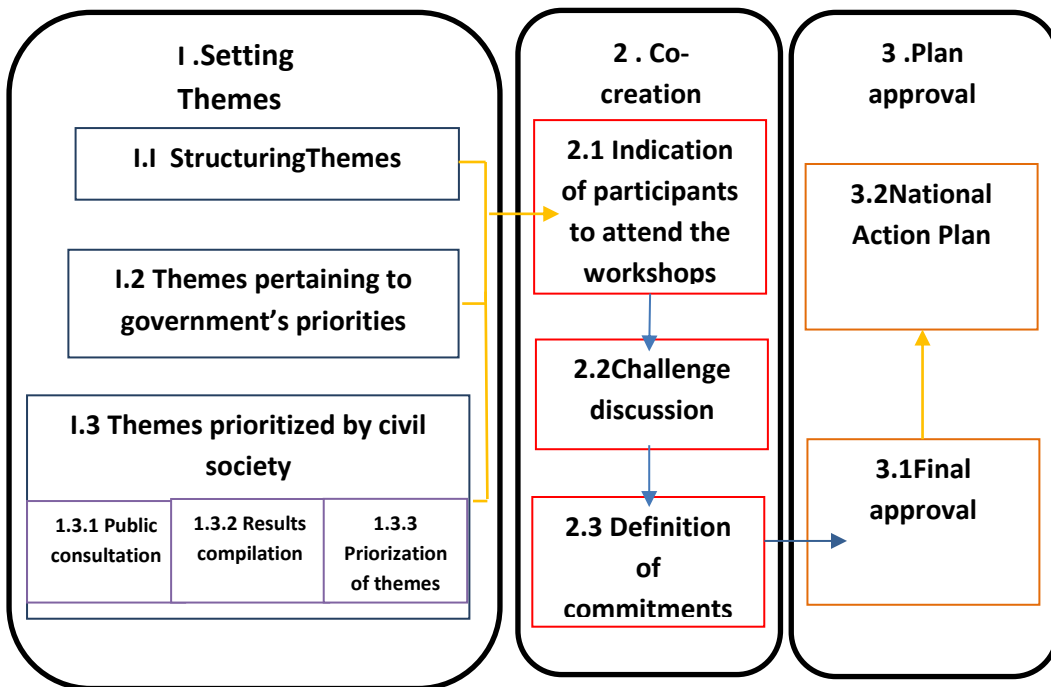 I .Setting
Themes
I.I StructuringThemes
I.2 Themes pertaining to
government's priorities
I.3 Themes prioritized by civil
society
1.3.1 Public
consultation
1.3.2 Results
compilation
1.3.3
Priorization
of themes
2 . Co-
creation
2.1 Indication
of participants
to attend the
workshops
2.2Challenge
discussion
2.3 Definition
of
commitments
3 .Plan
approval
3.2National
Action Plan
3.1Final
approval